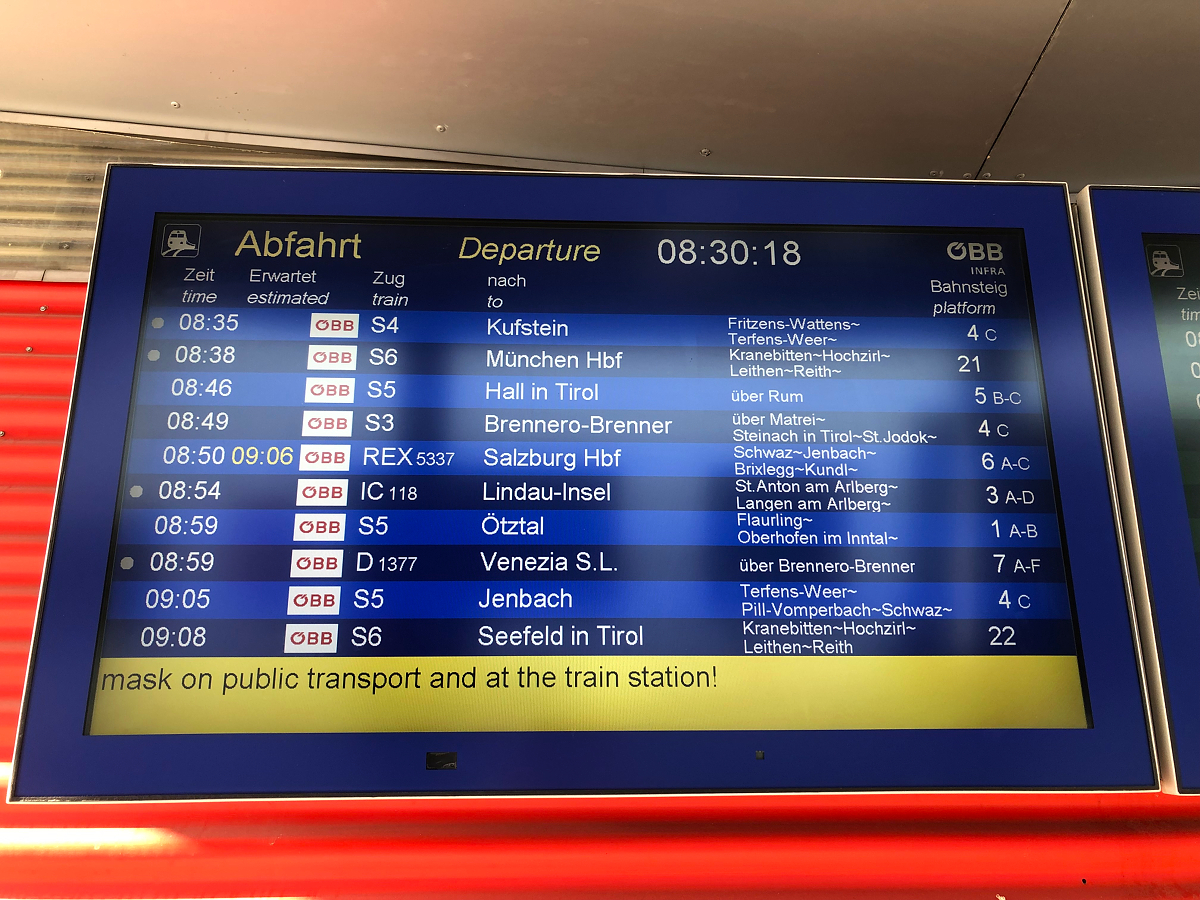 Abfahrt Departure 08:30:18 ÖBB
INFRA
Zeit Erwartet Zug nach Bahnsteig
time estimated train to platform
08:35 ÖBB S4 Kufstein Fritzens-Wattens~ 4 C
Terfens-Weer~
08:38 ÖBB S6 München Hbf Kranebitten~Hochzirl~ 21
Leithen~Reith~
08:46 ÖBB S5 Hall in Tirol über Rum 5 B-C
08:49 ÖBB S3 Brennero-Brenner über Matrei~ 4 C
Steinach in Tirol~St.Jodok~
08:50 09:06 ÖBB REX 5337 Salzburg Hbf Schwaz~Jenbach~ 6 A-C
Brixlegg~Kundl~
08:54 ÖBB IC 118 Lindau-Insel St.Anton am Arlberg~ 3 A-D
Langen am Arlberg~
08:59 ÖBB S5 Ötztal Flaurling~ 1 A-B
Oberhofen im Inntal~
08:59 ÖBB D 1377 Venezia S.L. über Brennero-Brenner 7 A-F
09:05 ÖBB S5 Jenbach Terfens-Weer~ 4 C
Pill-Vomperbach~Schwaz~
09:08 ÖBB S6 Seefeld in Tirol Kranebitten~Hochzirl~ 22
Leithen~Reith
mask on public transport and at the train station!